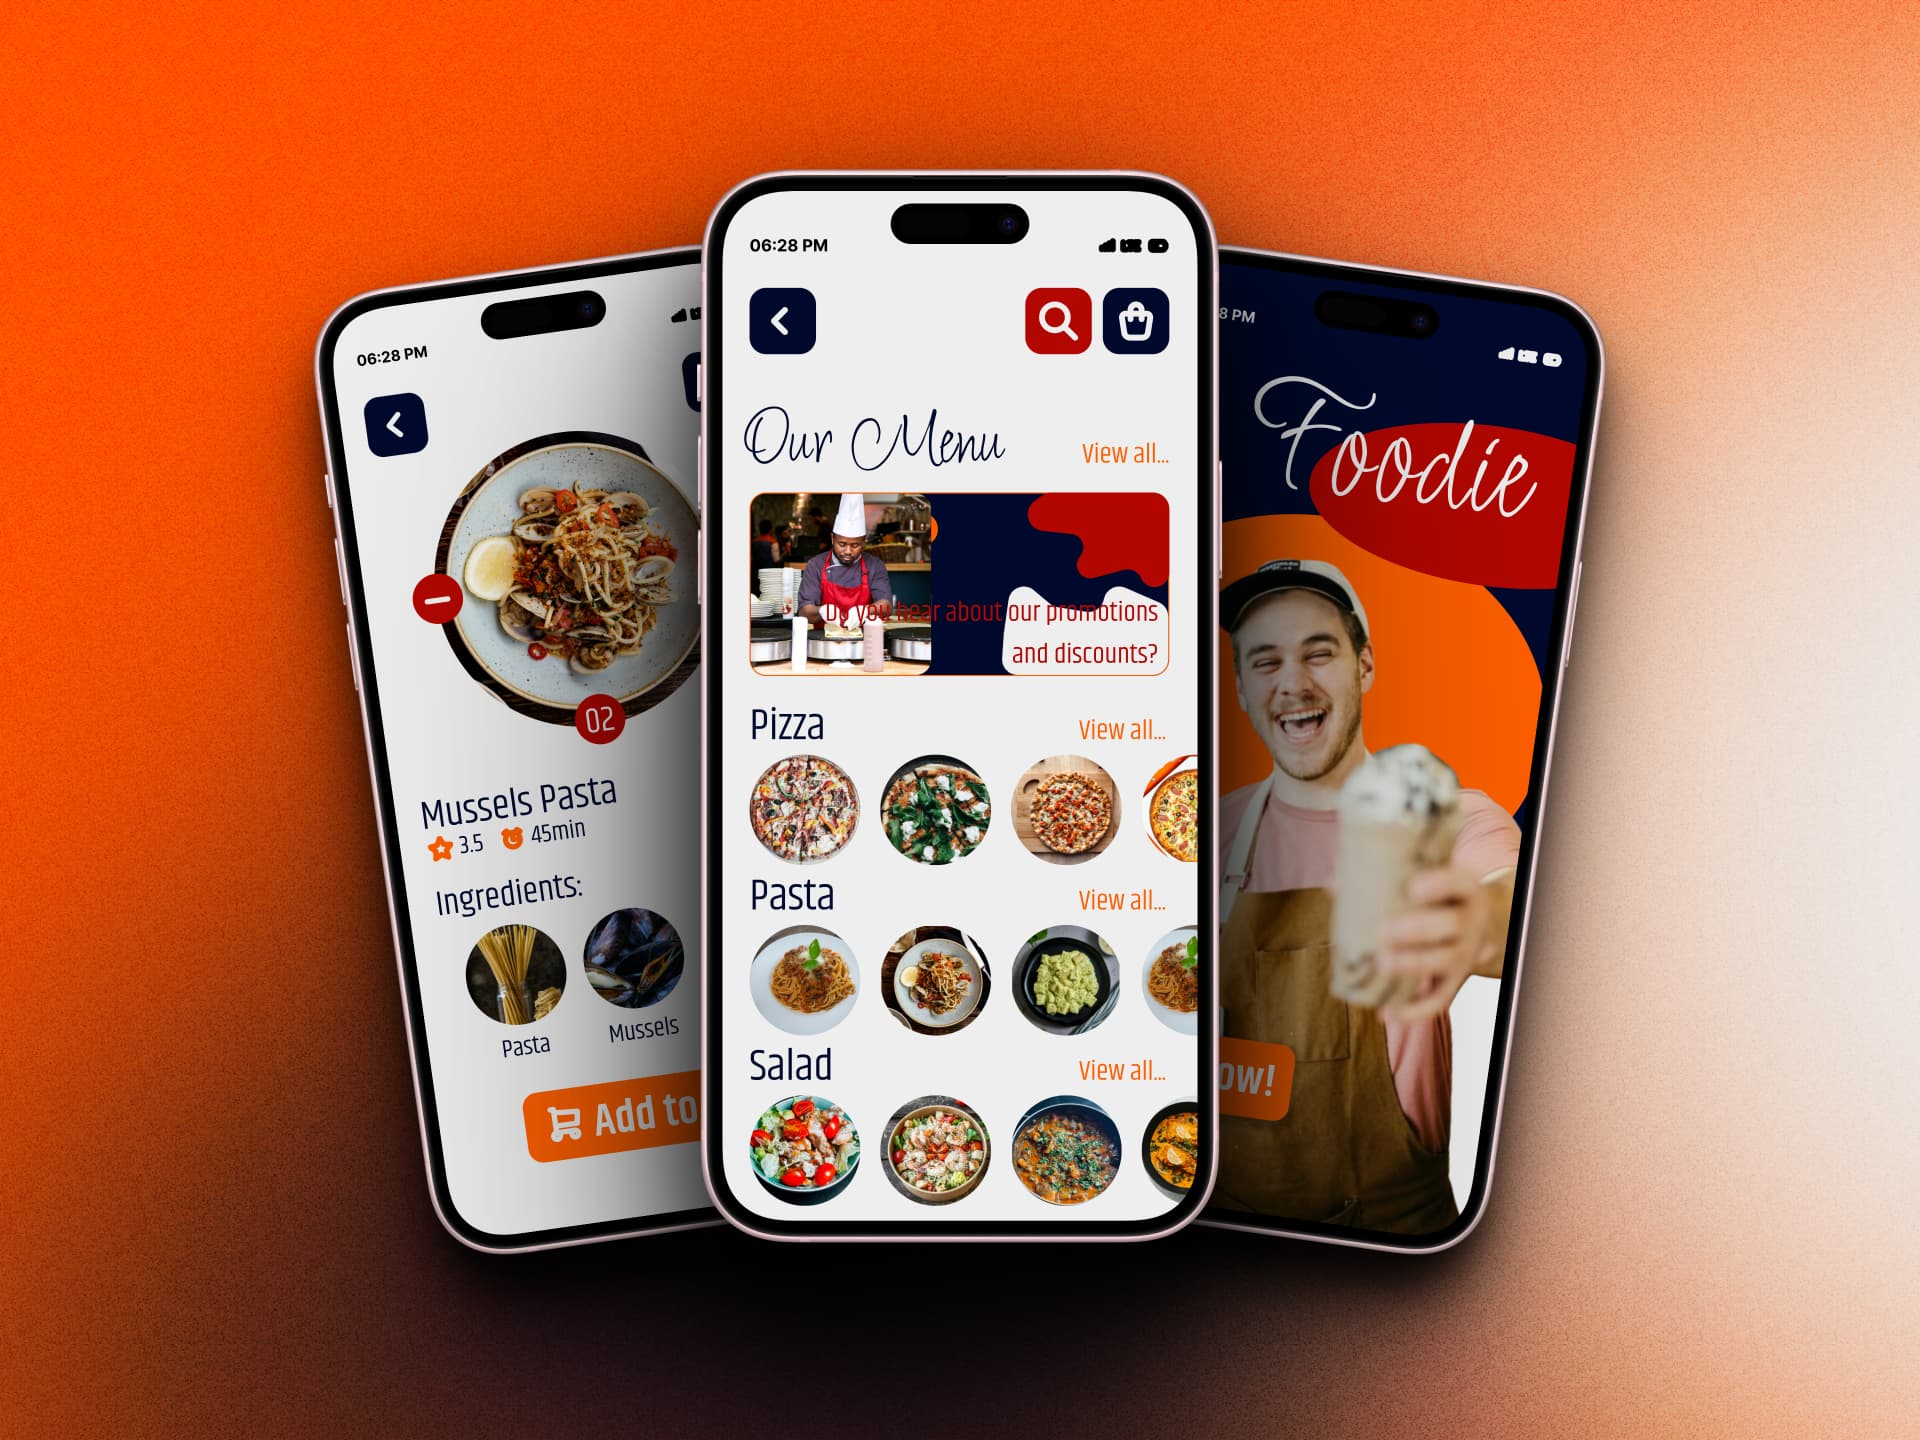 06:28 PM
02
Mussels Pasta
3.5 45min
Ingredients:
Pasta Mussels
Add to
06:28 PM
Our Menu
View all...
Do you hear about our promotions
and discounts?
Pizza
View all...
Pasta
View all...
Salad
View all...
8 PM
Foodie
ow!